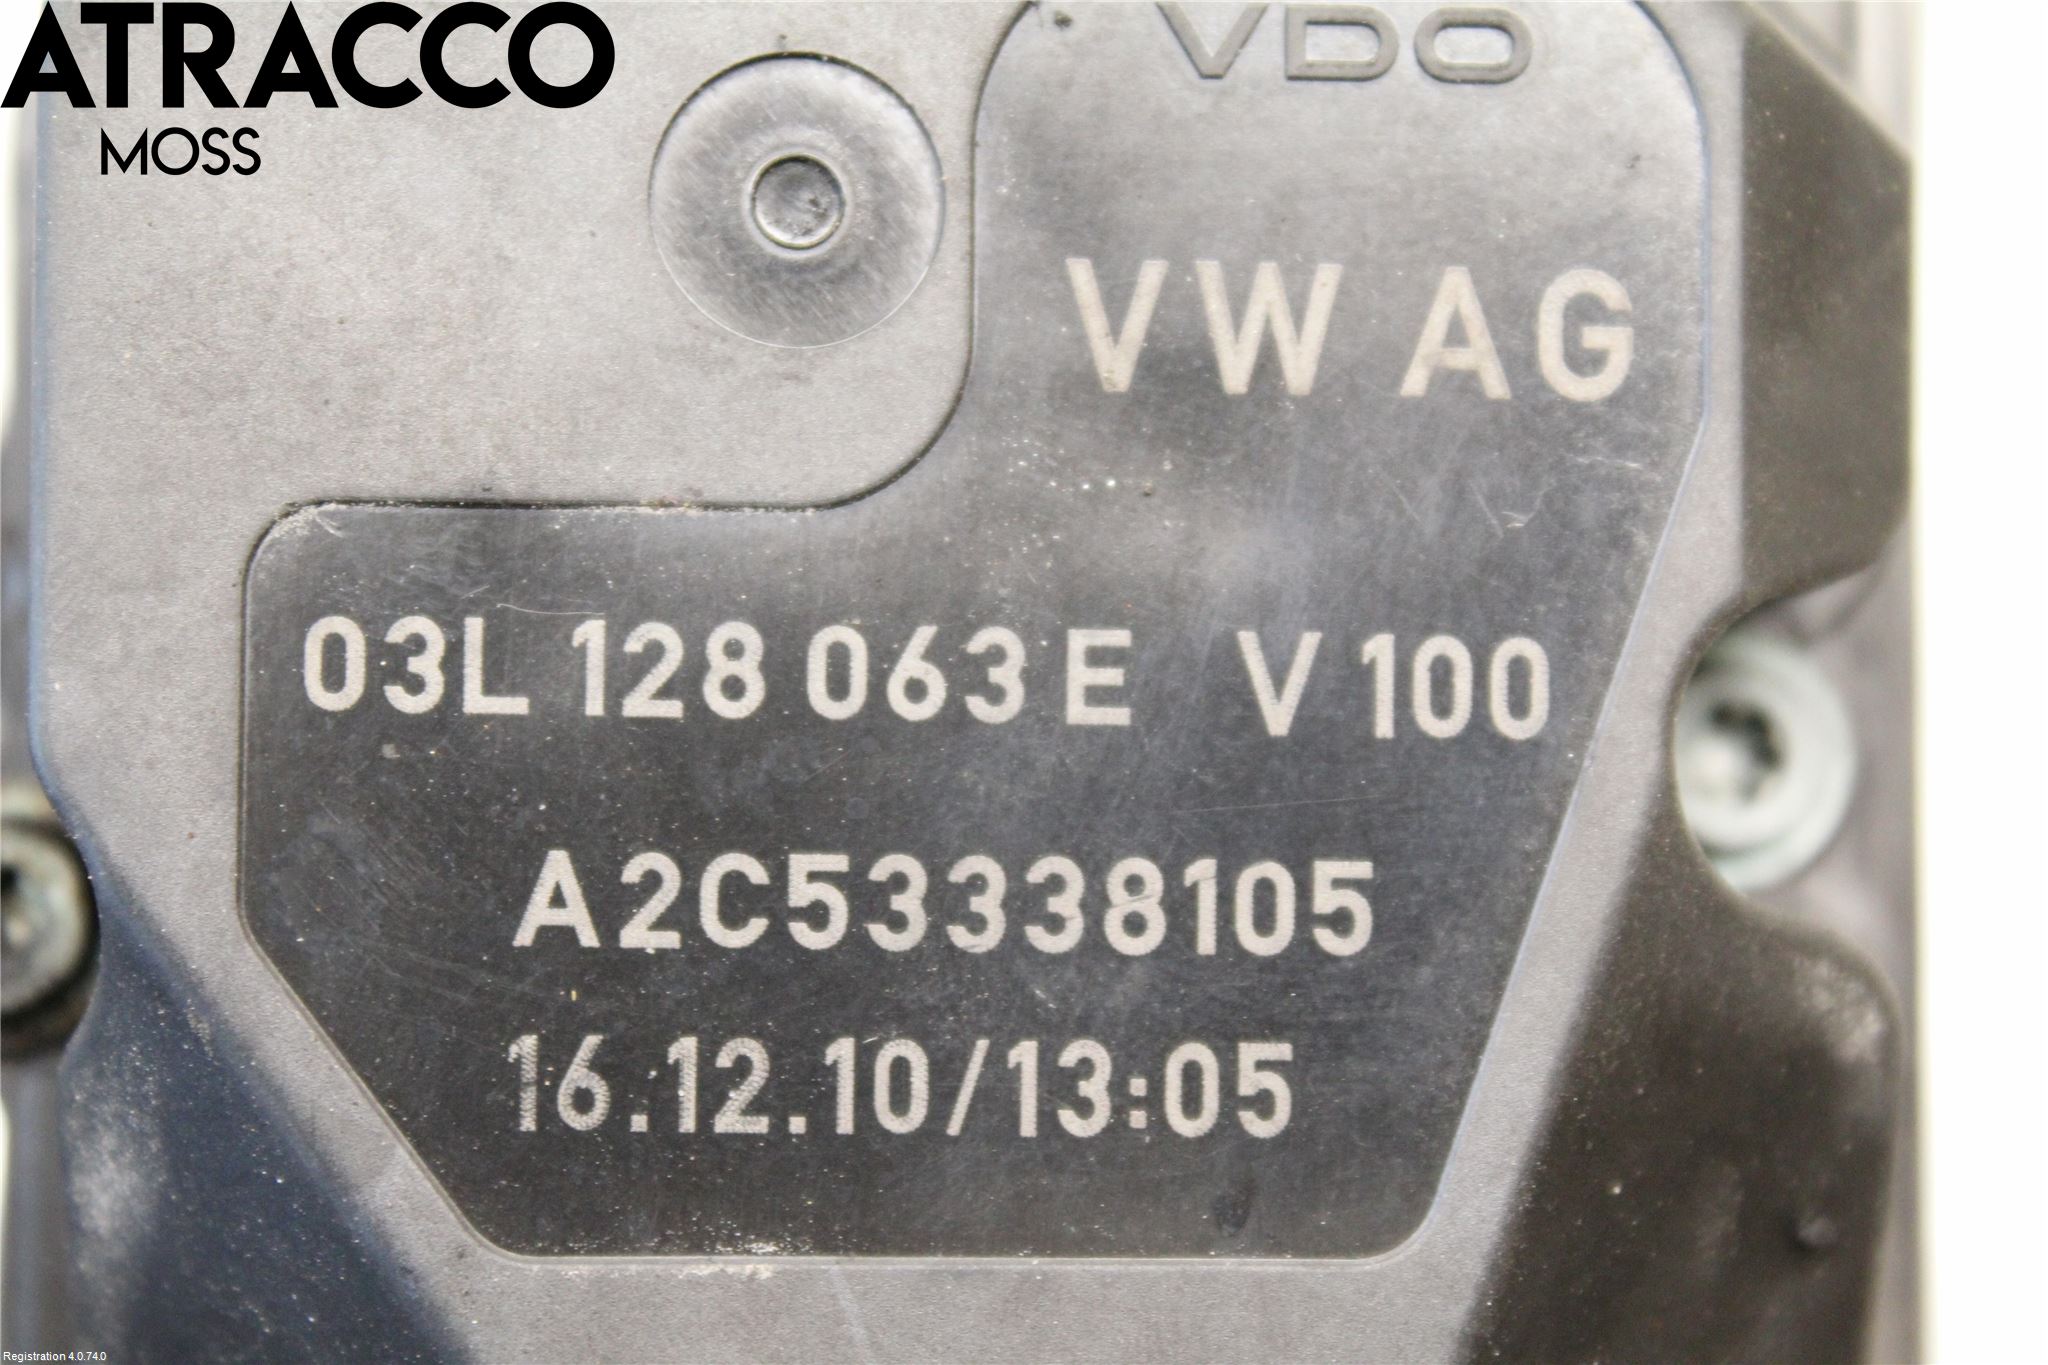 ATRACCO
MOSS
VDO
VW AG
03L 128 063 E V 100
A2C53338105
16.12.10/13:05
Registration 4.0.74.0